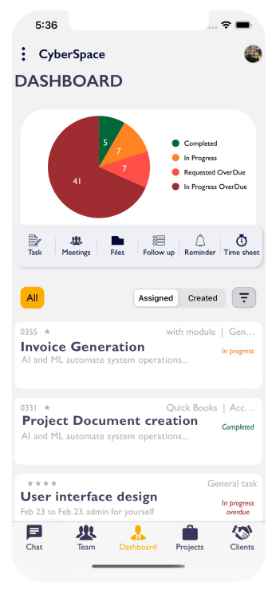 5:36
CyberSpace
DASHBOARD
5
7
7
41
Completed
In Progress
Requested OverDue
In Progress OverDue
Task Meetings Files Follow up Reminder Time sheet
All Assigned Created
0355 ★ with module | Gen...
Invoice Generation
In progress
AI and ML automate system operations...
0331 ★ Quick Books | Acc...
Project Document creation
Completed
AI and ML automate system operations...
★★★★ General task
User interface design
In progress
overdue
Feb 23 to Feb 23. admin for yourself
Chat Team Dashboard Projects Clients